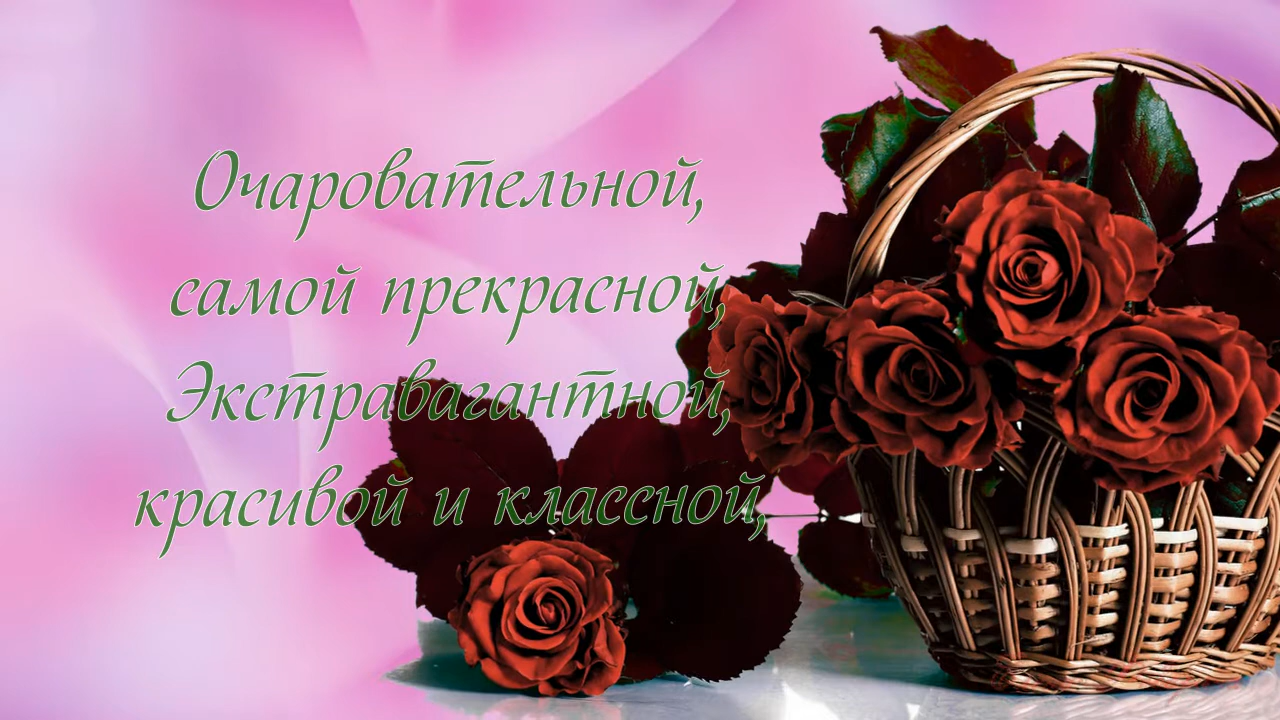 Очаровательной,
самой прекрасной,
Экстравагантной,
красивой и классной,